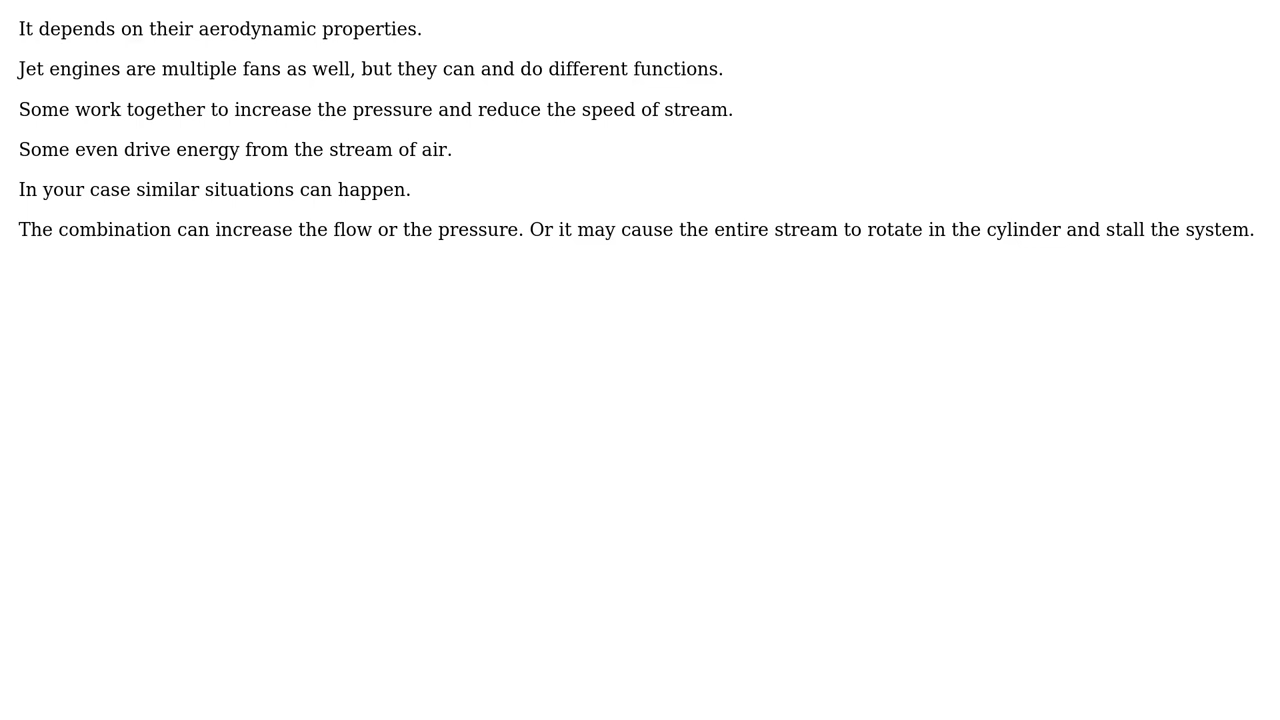 It depends on their aerodynamic properties.
Jet engines are multiple fans as well, but they can and do different functions.
Some work together to increase the pressure and reduce the speed of stream.
Some even drive energy from the stream of air.
In your case similar situations can happen.
The combination can increase the flow or the pressure. Or it may cause the entire stream to rotate in the cylinder and stall the system.